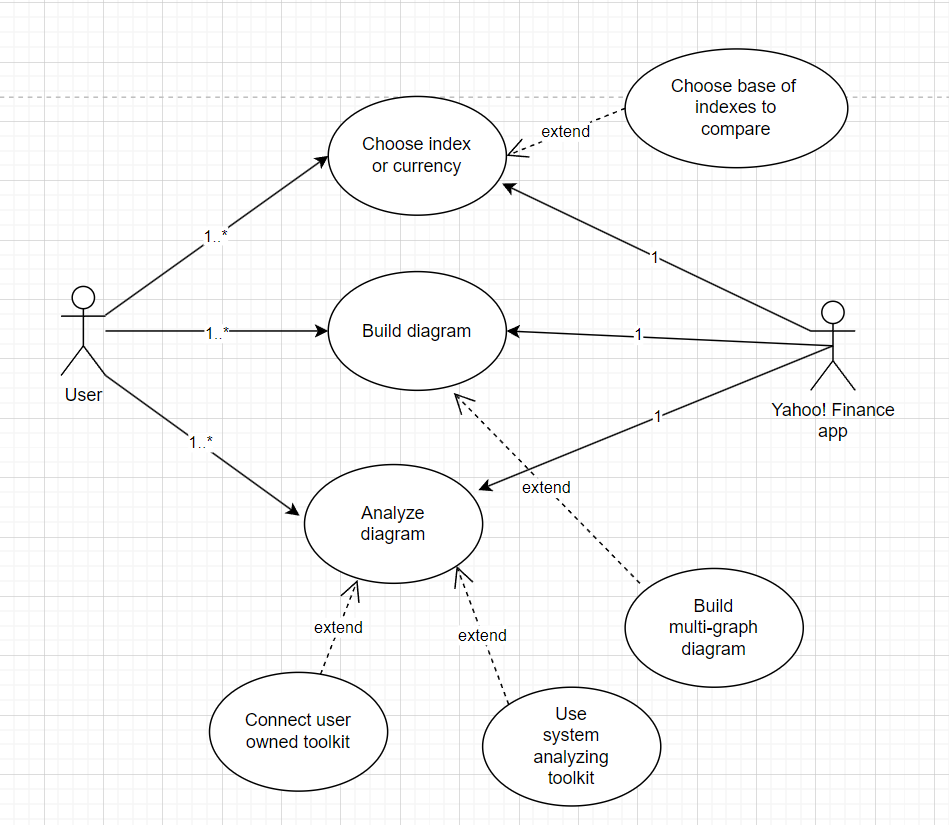 Choose base of
indexes to
compare
extend
Choose index
or currency
1..*
1
Build diagram
1..*
1
User
Yahoo! Finance
app
1
1..*
extend
Analyze
diagram
extend
extend
Build
multi-graph
diagram
Connect user
owned toolkit
Use
system
analyzing
toolkit